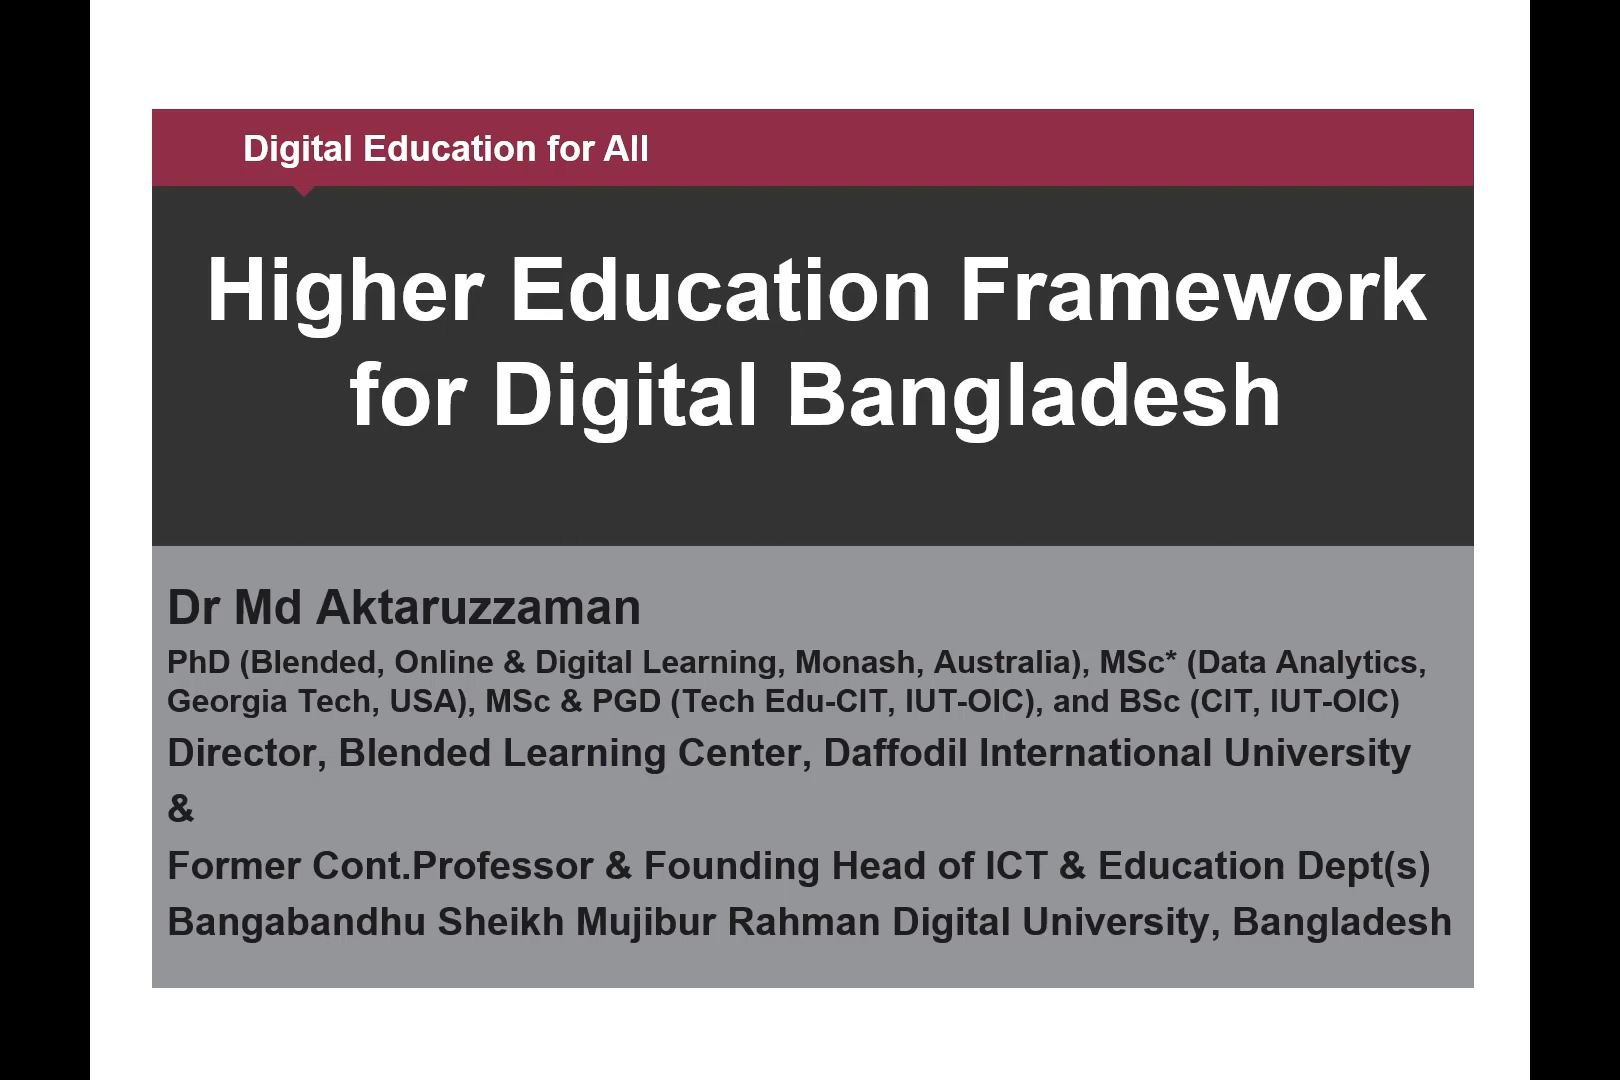 Digital Education for All
Higher Education Framework
for Digital Bangladesh
Dr Md Aktaruzzaman
PhD (Blended, Online & Digital Learning, Monash, Australia), MSc* (Data Analytics,
Georgia Tech, USA), MSc & PGD (Tech Edu-CIT, IUT-OIC), and BSc (CIT, IUT-OIC)
Director, Blended Learning Center, Daffodil International University
&
Former Cont.Professor & Founding Head of ICT & Education Dept(s)
Bangabandhu Sheikh Mujibur Rahman Digital University, Bangladesh